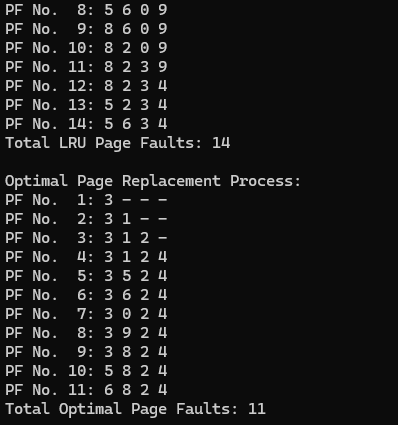 PF No.  8: 5 6 0 9
PF No.  9: 8 6 0 9
PF No. 10: 8 2 0 9
PF No. 11: 8 2 3 9
PF No. 12: 8 2 3 4
PF No. 13: 5 2 3 4
PF No. 14: 5 6 3 4
Total LRU Page Faults: 14

Optimal Page Replacement Process:
PF No.  1: 3 - - -
PF No.  2: 3 1 - -
PF No.  3: 3 1 2 -
PF No.  4: 3 1 2 4
PF No.  5: 3 5 2 4
PF No.  6: 3 6 2 4
PF No.  7: 3 0 2 4
PF No.  8: 3 9 2 4
PF No.  9: 3 8 2 4
PF No. 10: 5 8 2 4
PF No. 11: 6 8 2 4
Total Optimal Page Faults: 11